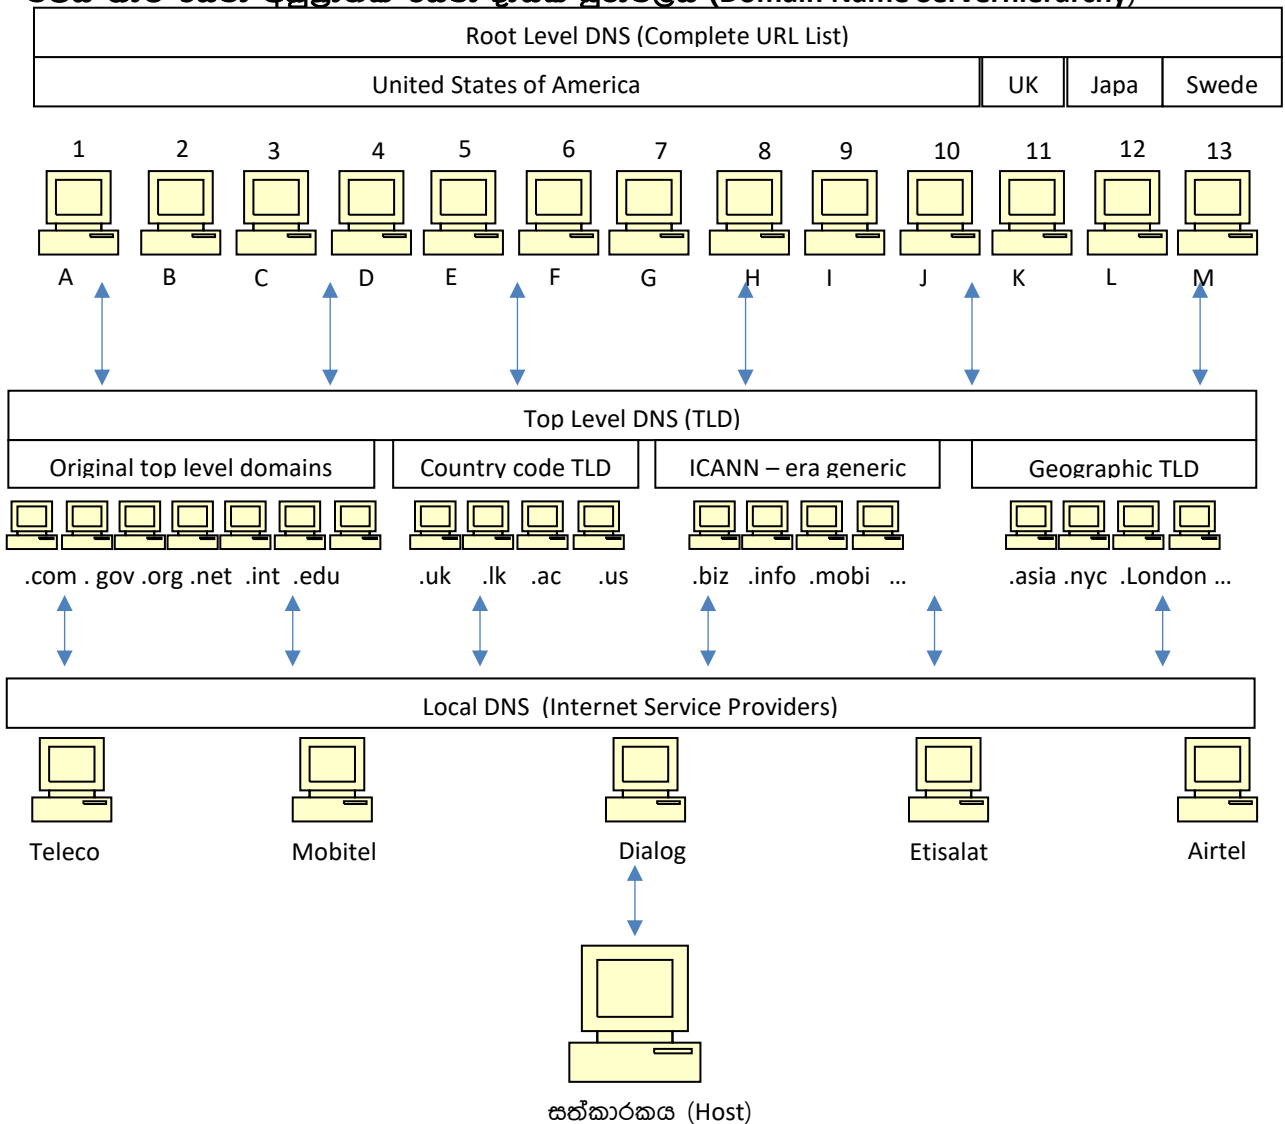 (Domain Name Serverhierarchy)
Root Level DNS (Complete URL List)
United States of America UK Japa Swede
1 2 3 4 5 6 7 8 9 10 11 12 13
A B C D E F G H I J K L M
Top Level DNS (TLD)
Original top level domains Country code TLD ICANN – era generic Geographic TLD
.com . gov .org .net .int .edu .uk .lk .ac .us .biz .info .mobi ... .asia .nyc .London ...
Local DNS (Internet Service Providers)
Teleco Mobitel Dialog Etisalat Airtel
සත්කාරකය (Host)